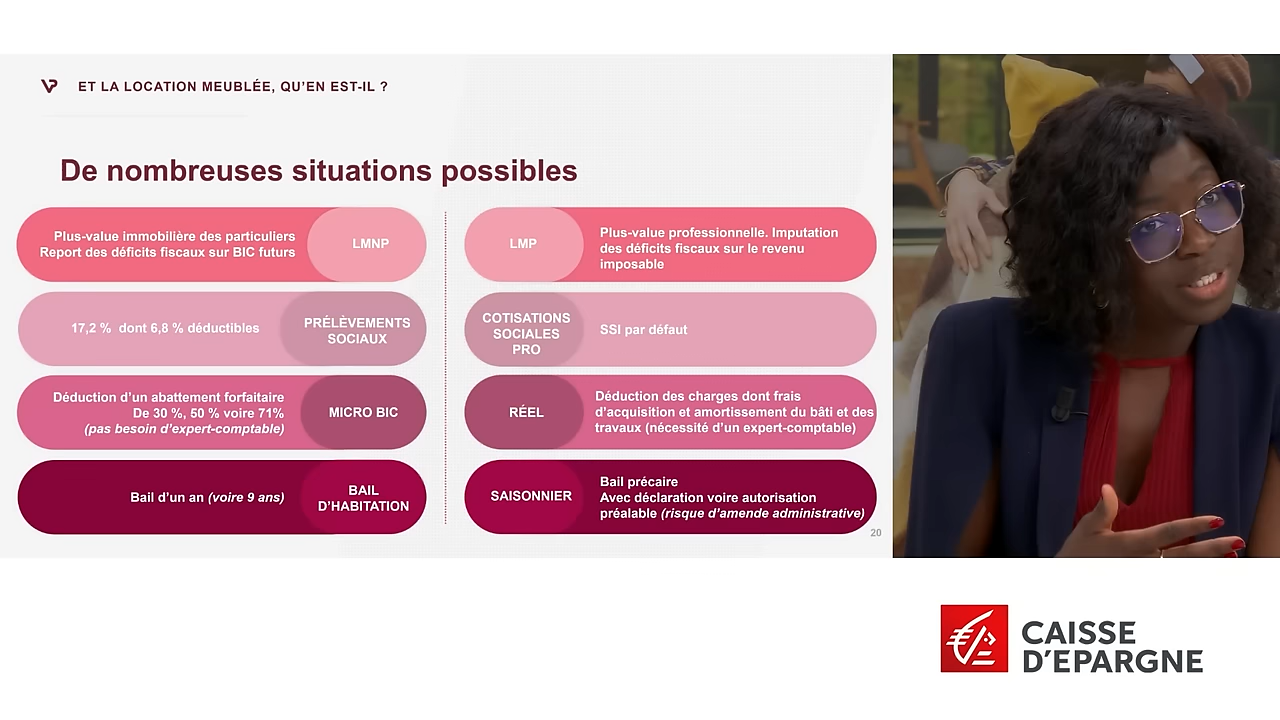 ET LA LOCATION MEUBLÉE, QU'EN EST-IL ?
De nombreuses situations possibles
Plus-value immobilière des particuliers
Report des déficits fiscaux sur BIC futurs
LMNP
LMP
Plus-value professionnelle. Imputation
des déficits fiscaux sur le revenu
imposable
17,2 % dont 6,8 % déductibles
PRÉLÈVEMENTS
SOCIAUX
COTISATIONS
SOCIALES
PRO
SSI par défaut
Déduction d'un abattement forfaitaire
De 30 %, 50 % voire 71%
(pas besoin d'expert-comptable)
MICRO BIC
RÉEL
Déduction des charges dont frais
d'acquisition et amortissement du bâti et des
travaux (nécessité d'un expert-comptable)
Bail d'un an (voire 9 ans)
BAIL
D'HABITATION
SAISONNIER
Bail précaire
Avec déclaration voire autorisation
préalable (risque d'amende administrative)
20
CAISSE
D'EPARGNE